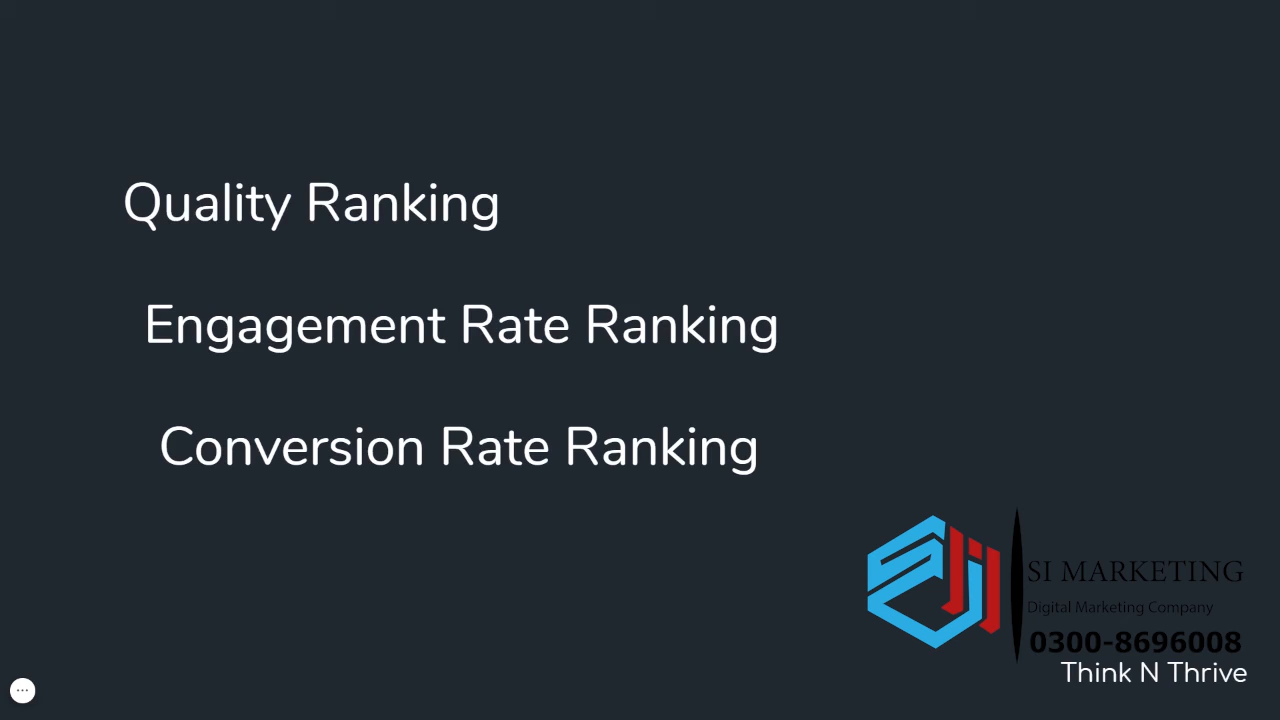 Quality Ranking
Engagement Rate Ranking
Conversion Rate Ranking
SI MARKETING
Digital Marketing Company
0300-8696008
Think N Thrive